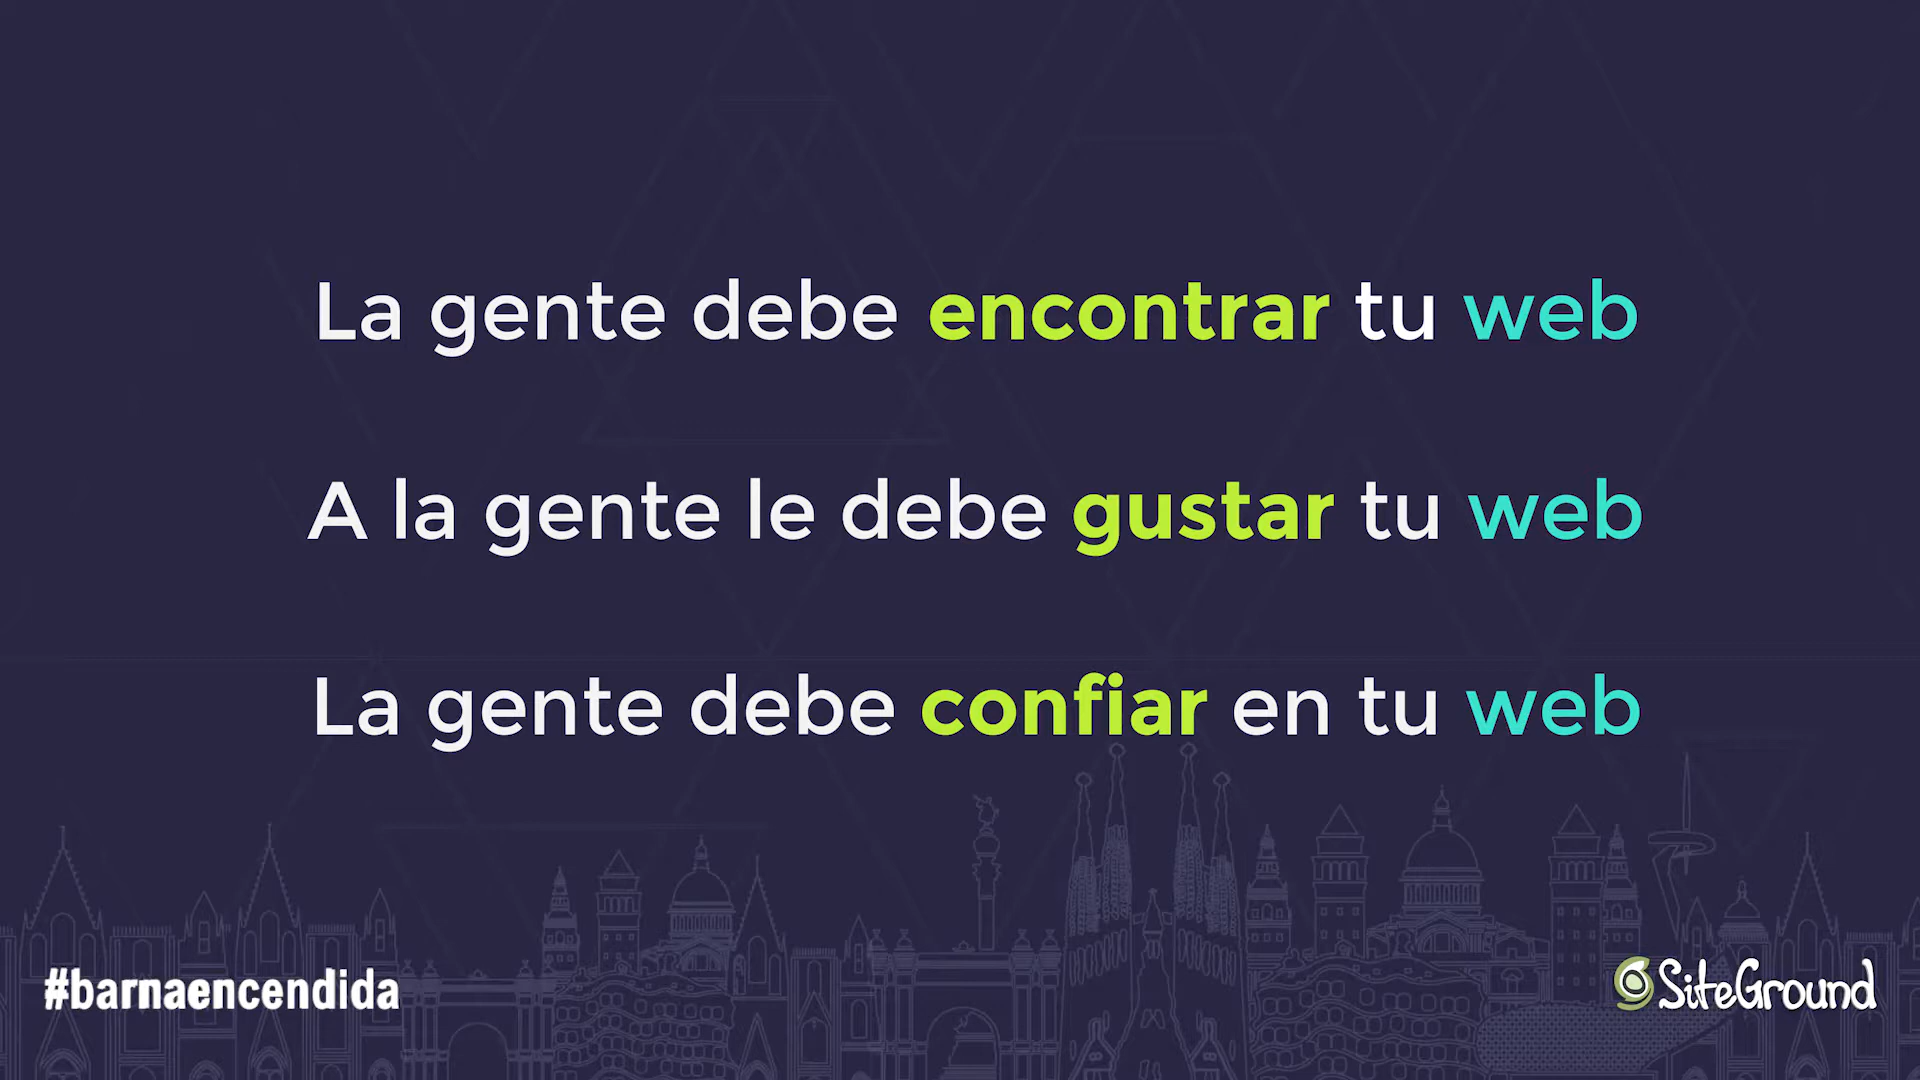 La gente debe encontrar tu web
A la gente le debe gustar tu web
La gente debe confiar en tu web
#barnaencendida
SiteGround